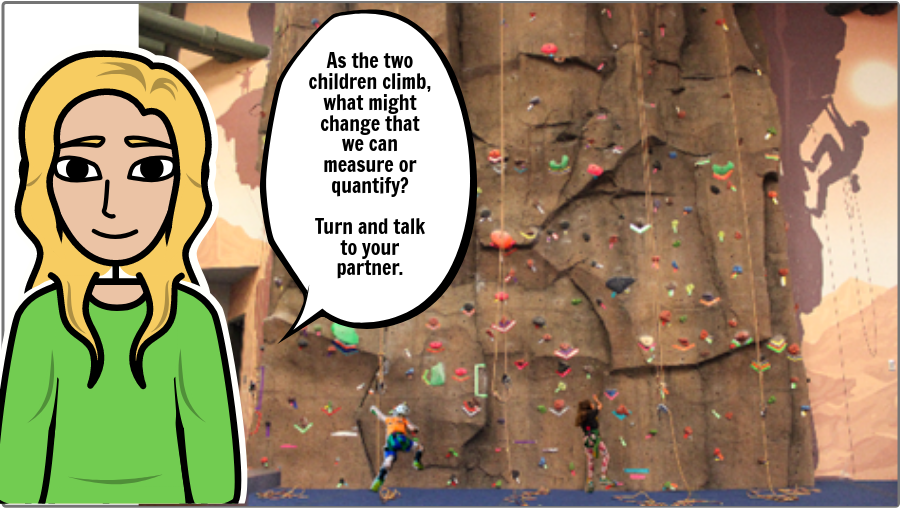 As the two
children climb,
what might
change that
we can
measure or
quantify?
Turn and talk
to your
partner.